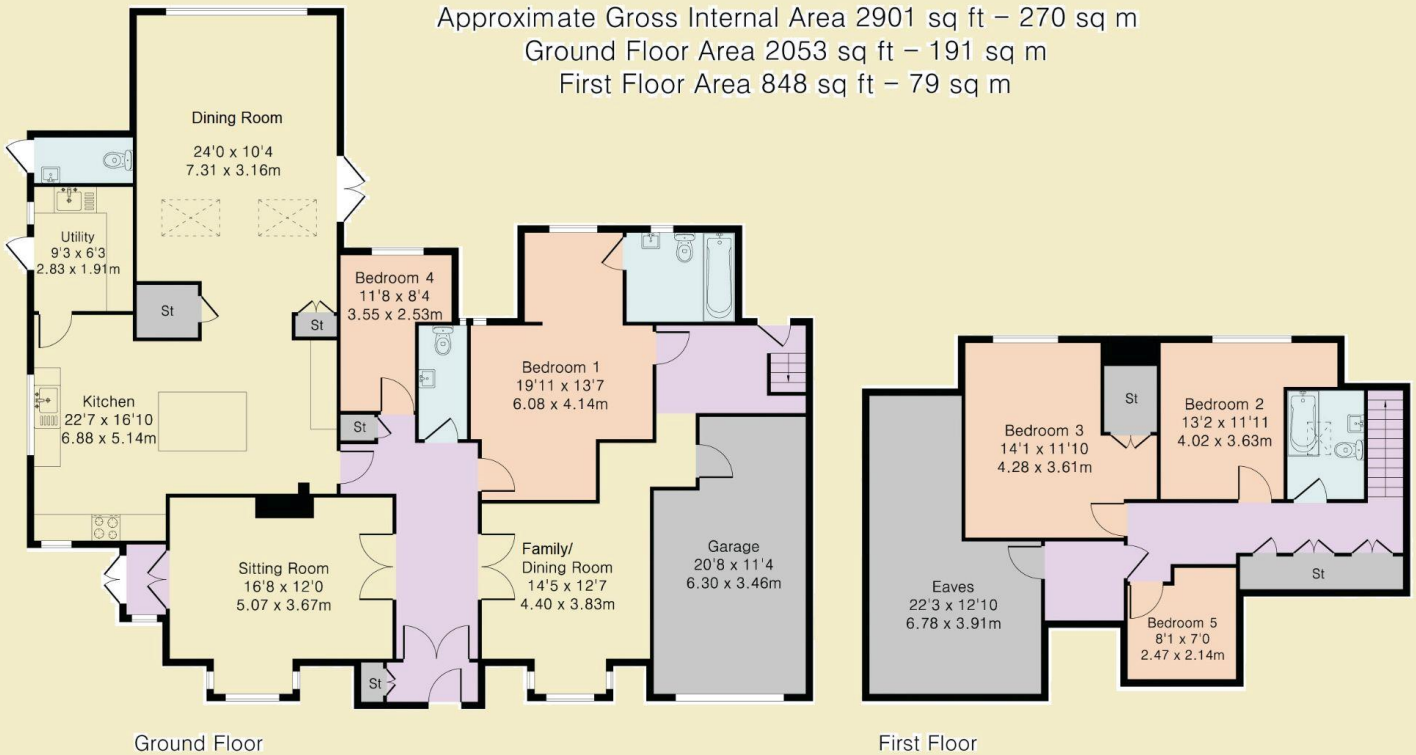 Approximate Gross Internal Area 2901 sq ft – 270 sq m
Ground Floor Area 2053 sq ft – 191 sq m
First Floor Area 848 sq ft – 79 sq m
Dining Room
24'0 x 10'4
7.31 x 3.16m
Utility
9'3 x 6'3
2.83 x 1.91m
St
St
Kitchen
22'7 x 16'10
6.88 x 5.14m
Bedroom 4
11'8 x 8'4
3.55 x 2.53m
St
Bedroom 1
19'11 x 13'7
6.08 x 4.14m
Sitting Room
16'8 x 12'0
5.07 x 3.67m
Family/
Dining Room
14'5 x 12'7
4.40 x 3.83m
Garage
20'8 x 11'4
6.30 x 3.46m
St
Ground Floor
Bedroom 3
14'1 x 11'10
4.28 x 3.61m
St
Bedroom 2
13'2 x 11'11
4.02 x 3.63m
Eaves
22'3 x 12'10
6.78 x 3.91m
St
Bedroom 5
8'1 x 7'0
2.47 x 2.14m
First Floor